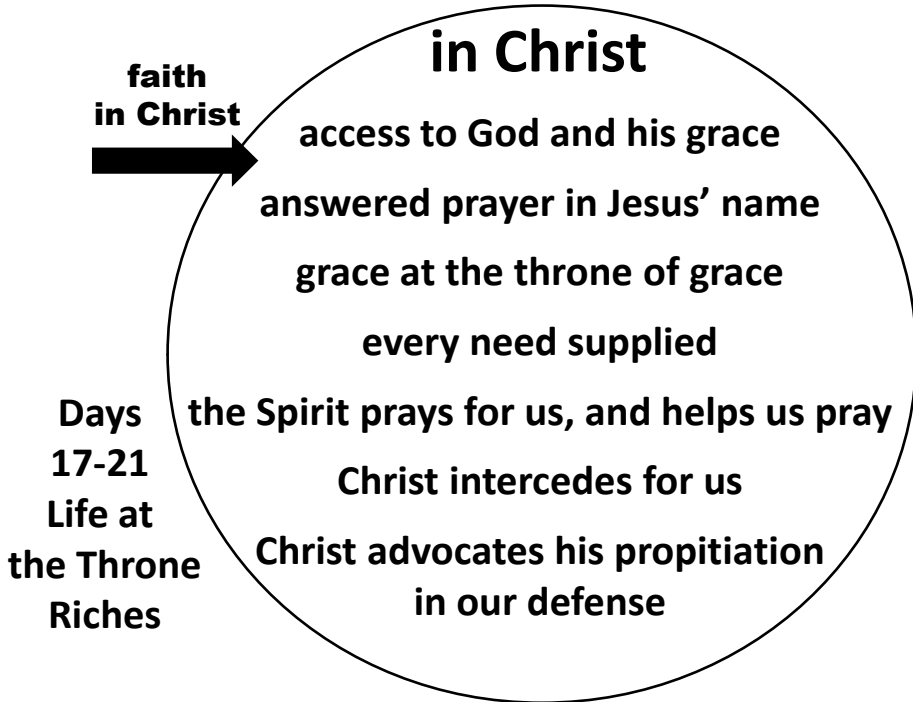 in Christ
faith
in Christ
access to God and his grace
answered prayer in Jesus’ name
grace at the throne of grace
every need supplied
the Spirit prays for us, and helps us pray
Christ intercedes for us
Christ advocates his propitiation
in our defense
Days
17-21
Life at
the Throne
Riches